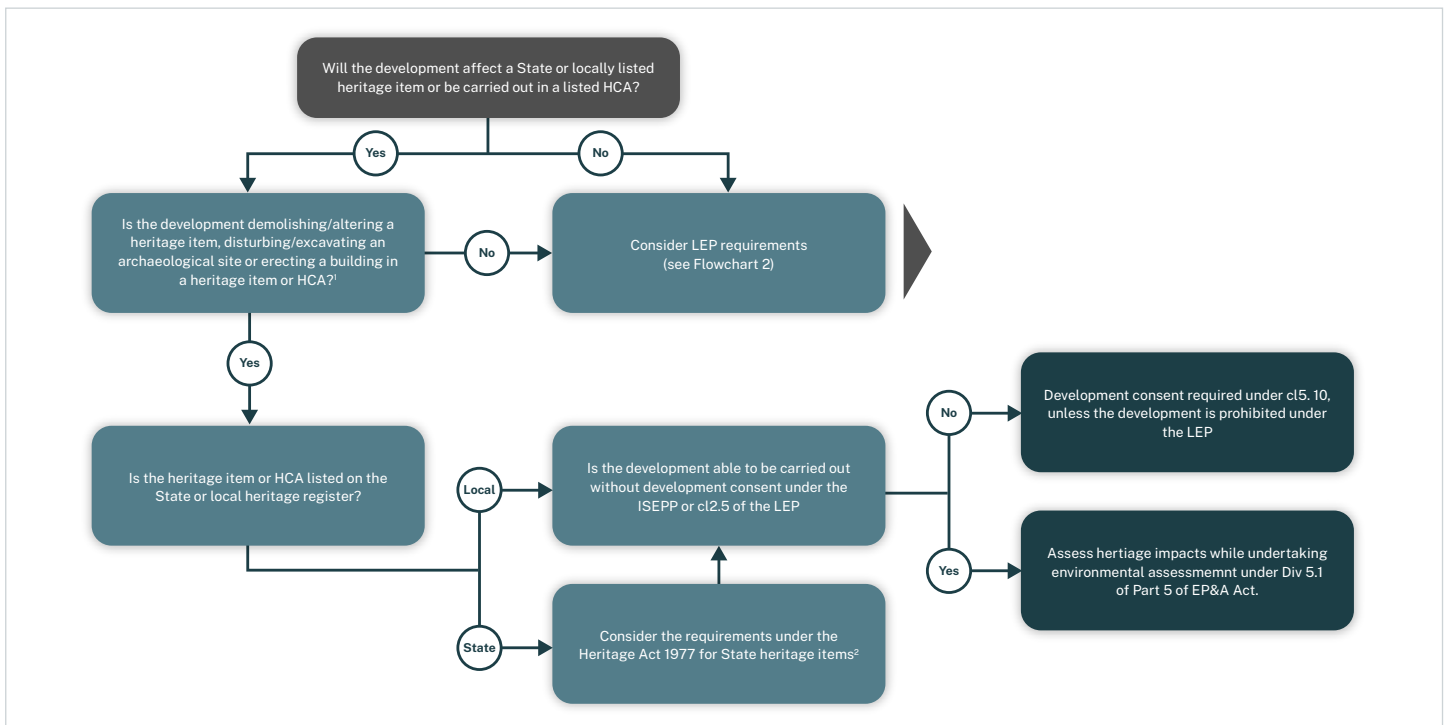 Will the development affect a State or locally listed
heritage item or be carried out in a listed HCA?
Yes
No
Is the development demolishing/altering a
heritage item, disturbing/excavating an
archaeological site or erecting a building in
a heritage item or HCA?¹
No
Consider LEP requirements
(see Flowchart 2)
Yes
Is the heritage item or HCA listed on the
State or local heritage register?
Local
State
Is the development able to be carried out
without development consent under the
ISEPP or cl2.5 of the LEP
Consider the requirements under the
Heritage Act 1977 for State heritage items²
No
Development consent required under cl5. 10,
unless the development is prohibited under
the LEP
Yes
Assess hertiage impacts while undertaking
environmental assessmemnt under Div 5.1
of Part 5 of EP&A Act.